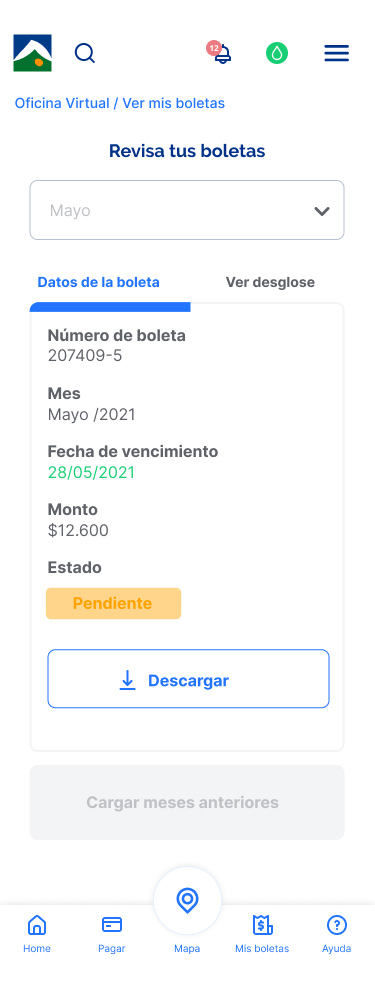 12
Oficina Virtual / Ver mis boletas
Revisa tus boletas
Mayo
Datos de la boleta
Ver desglose
Número de boleta
207409-5
Mes
Mayo /2021
Fecha de vencimiento
28/05/2021
Monto
$12.600
Estado
Pendiente
Descargar
Cargar meses anteriores
Home
Pagar
Mapa
Mis boletas
Ayuda